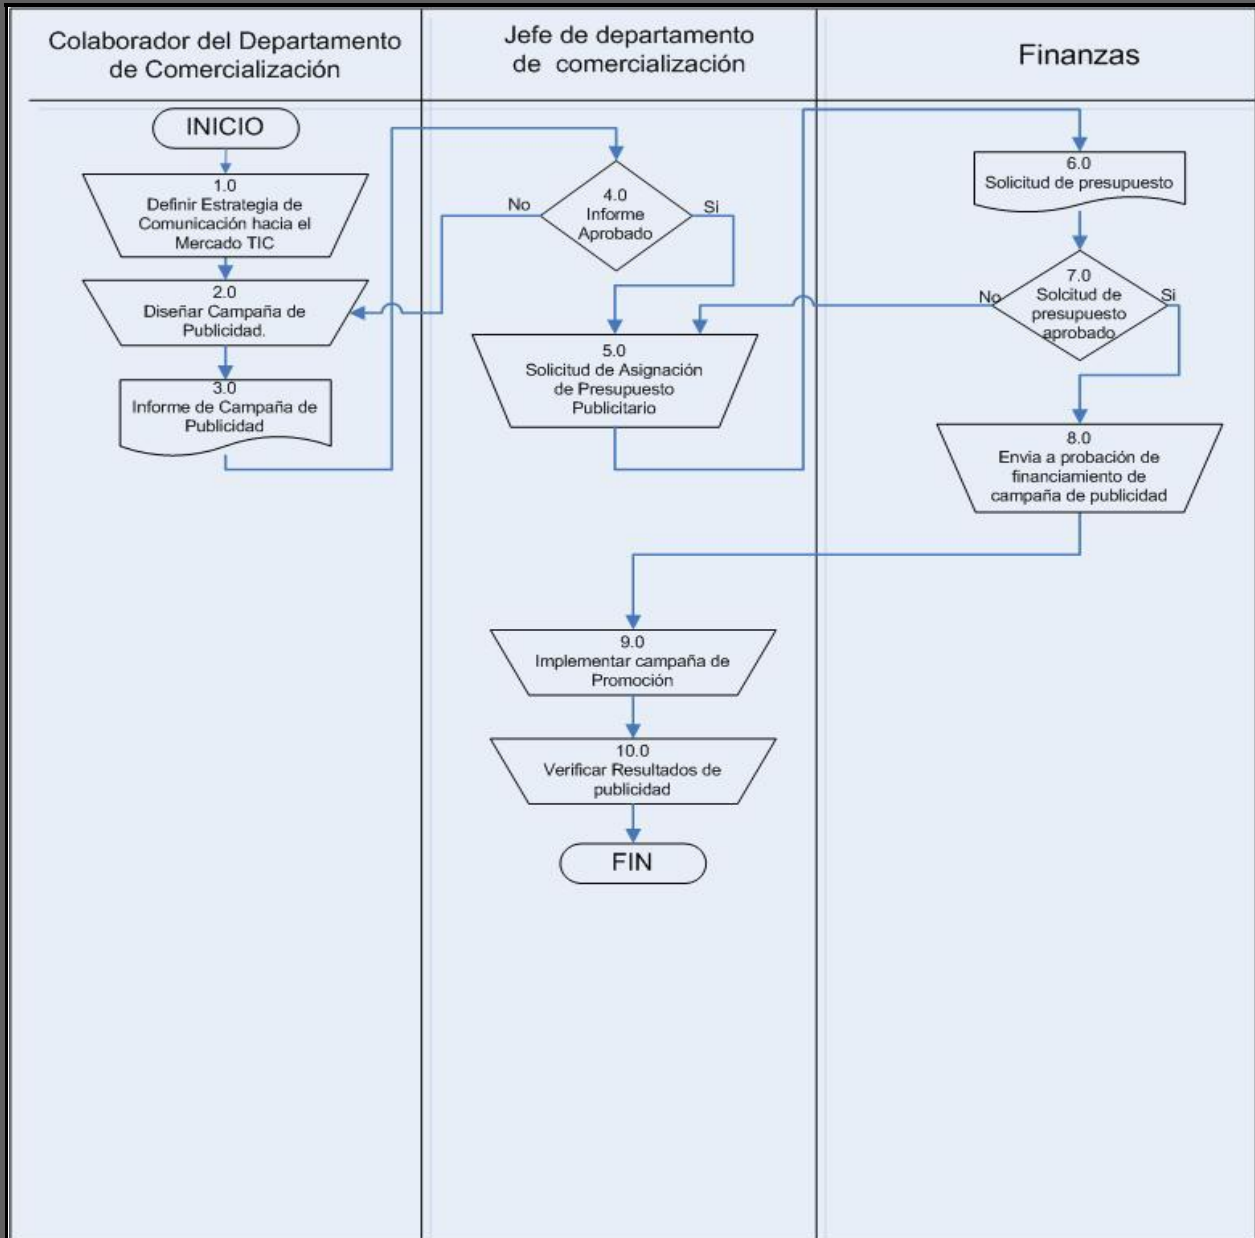 Colaborador del Departamento
de Comercialización
Jefe de departamento
de comercialización
Finanzas
INICIO
1.0
Definir Estrategia de
Comunicación hacia el
Mercado TIC
2.0
Diseñar Campaña de
Publicidad.
3.0
Informe de Campaña de
Publicidad
No
4.0
Informe
Aprobado
Si
5.0
Solicitud de Asignación
de Presupuesto
Publicitario
6.0
Solicitud de presupuesto
No
7.0
Solcitud de
presupuesto
aprobado
Si
8.0
Envia a probación de
financiamiento de
campaña de publicidad
9.0
Implementar campaña de
Promoción
10.0
Verificar Resultados de
publicidad
FIN